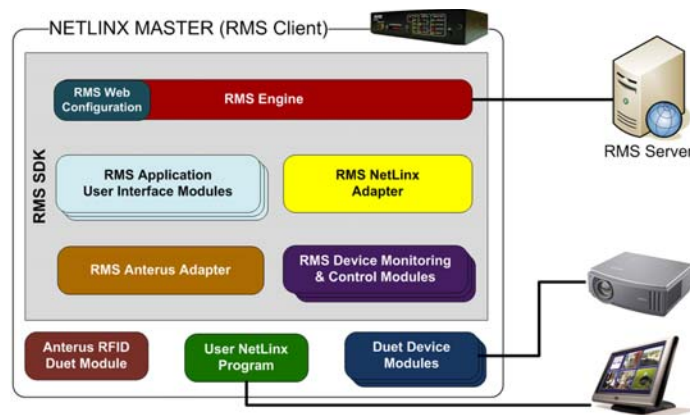 NETLINX MASTER (RMS Client)
RMS Web
Configuration
RMS Engine
RMS Server
RMS SDK
RMS Application
User Interface Modules
RMS NetLinx
Adapter
RMS Anterus Adapter
RMS Device Monitoring
& Control Modules
Anterus RFID
Duet Module
User NetLinx
Program
Duet Device
Modules